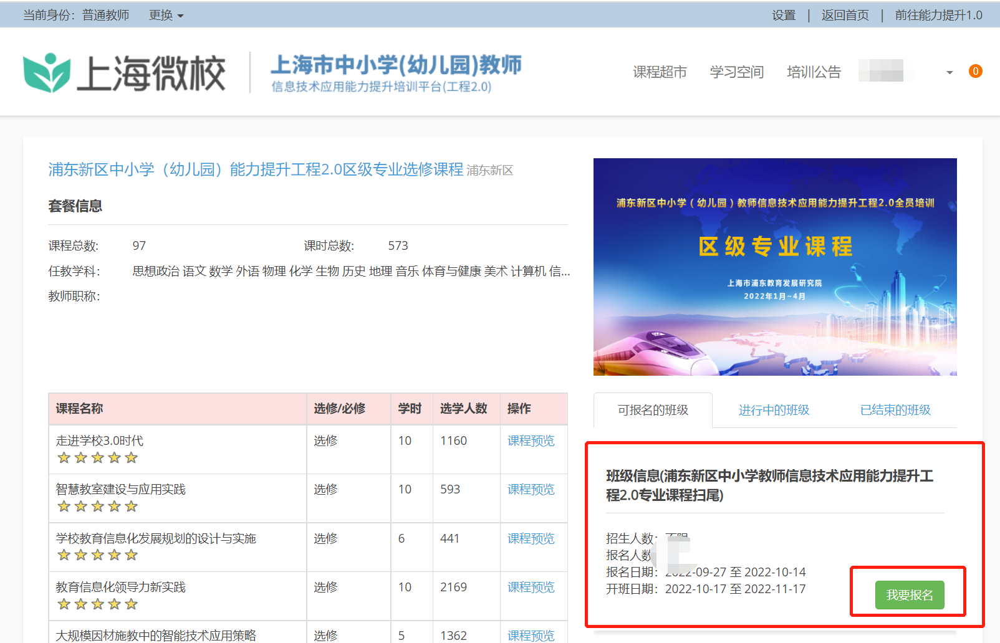 当前身份：普通教师 更换
设置 | 返回首页 | 前往能力提升1.0
上海微校
上海市中小学(幼儿园)教师
信息技术应用能力提升培训平台(工程2.0)
课程超市 学习空间 培训公告 0
浦东新区中小学（幼儿园）能力提升工程2.0区级专业选修课程 浦东新区
套餐信息
课程总数: 97 课时总数: 573
任教学科: 思想政治 语文 数学 外语 物理 化学 生物 历史 地理 音乐 体育与健康 美术 计算机 信...
教师职称:
浦东新区中小学（幼儿园）教师信息技术应用能力提升工程2.0全员培训
区级专业课程
上海市浦东教育发展研究院
2022年1月~4月
课程名称 选修/必修 学时 选学人数 操作
走进学校3.0时代 选修 10 1160 课程预览
智慧教室建设与应用实践 选修 10 593 课程预览
学校教育信息化发展规划的设计与实施 选修 6 441 课程预览
教育信息化领导力新实践 选修 10 2169 课程预览
大规模因材施教中的智能技术应用策略 选修 5 1362 课程预览
可报名的班级 进行中的班级 已结束的班级
班级信息(浦东新区中小学教师信息技术应用能力提升工
程2.0专业课程扫尾)
招生人数：不限
报名人数
报名日期：2022-09-27 至 2022-10-14
开班日期：2022-10-17 至 2022-11-17
我要报名